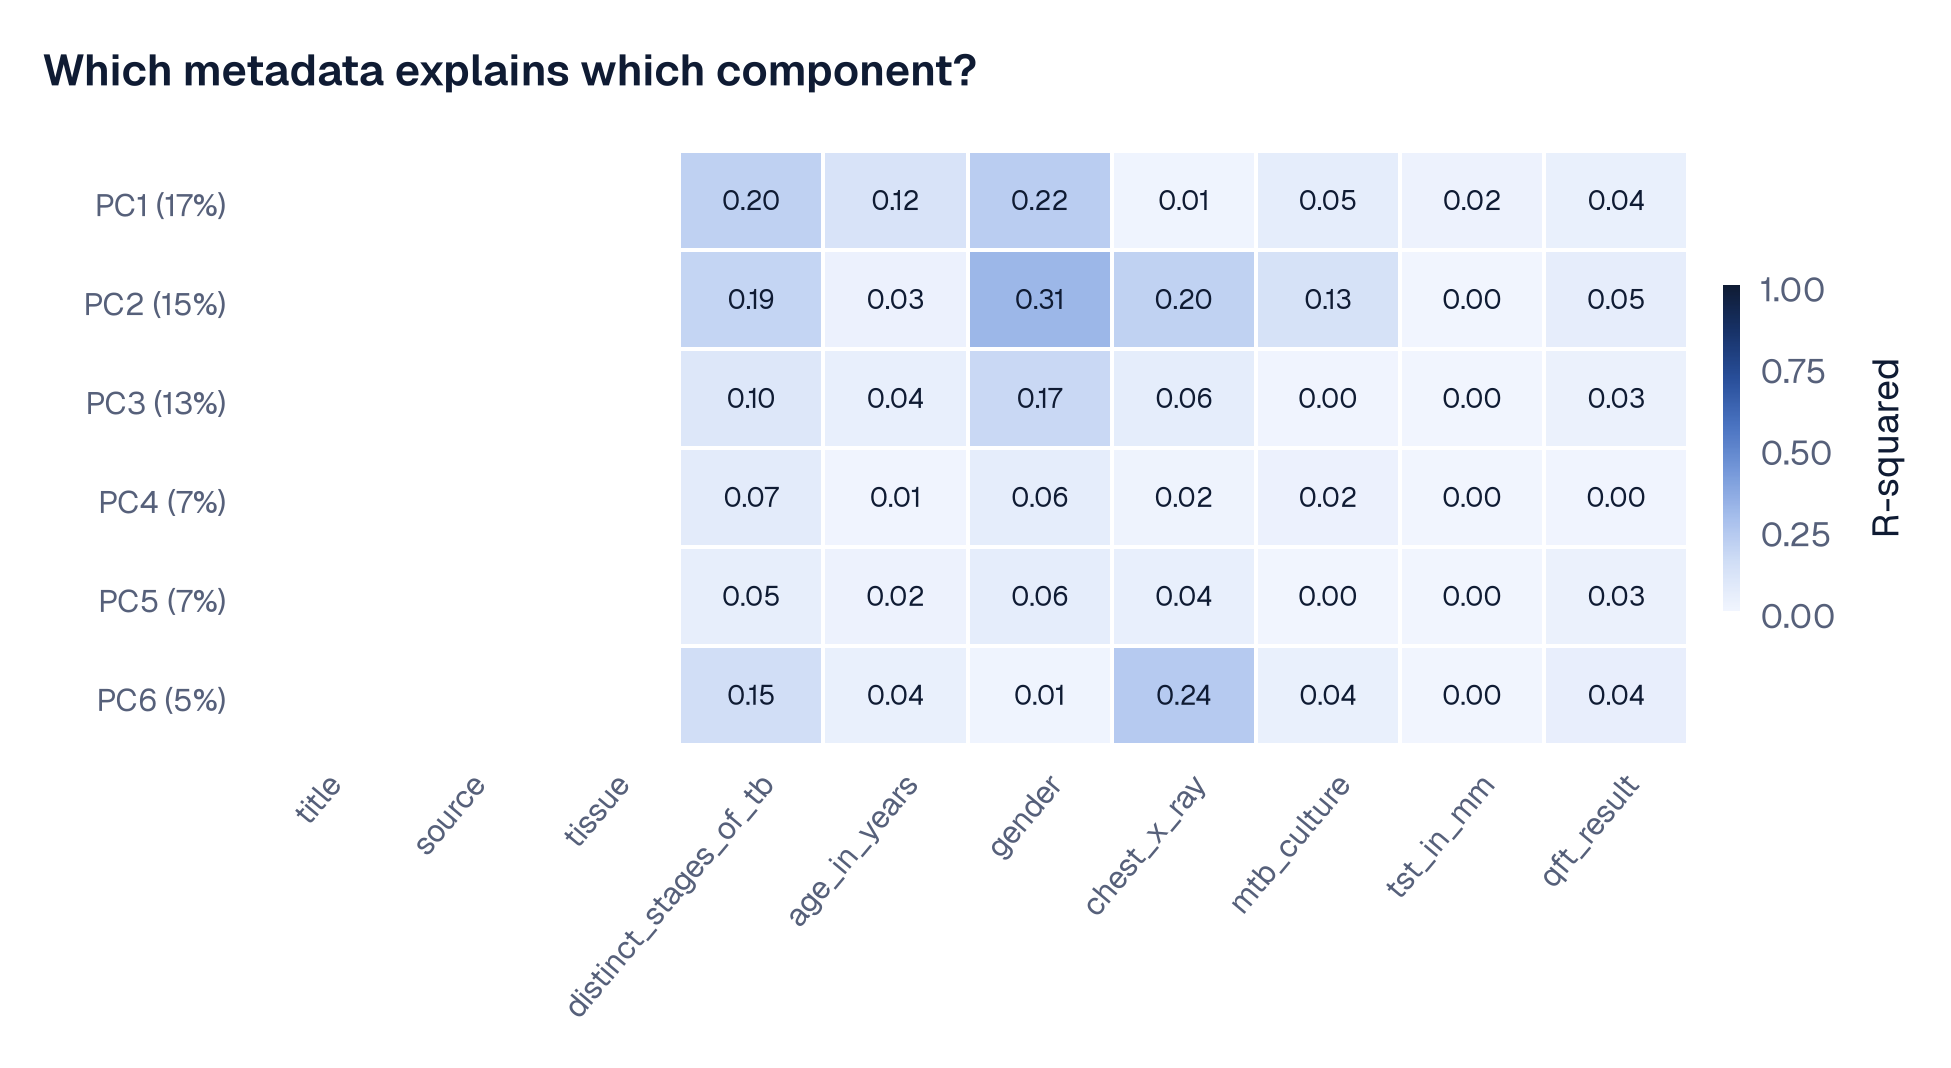 Which metadata explains which component?
PC1 (17%) 0.20 0.12 0.22 0.01 0.05 0.02 0.04
PC2 (15%) 0.19 0.03 0.31 0.20 0.13 0.00 0.05
PC3 (13%) 0.10 0.04 0.17 0.06 0.00 0.00 0.03
PC4 (7%) 0.07 0.01 0.06 0.02 0.02 0.00 0.00
PC5 (7%) 0.05 0.02 0.06 0.04 0.00 0.00 0.03
PC6 (5%) 0.15 0.04 0.01 0.24 0.04 0.00 0.04
title
source
tissue
distinct_stages_of_tb
age_in_years
gender
chest_x_ray
mtb_culture
tst_in_mm
qft_result
1.00
0.75
0.50
0.25
0.00
R-squared